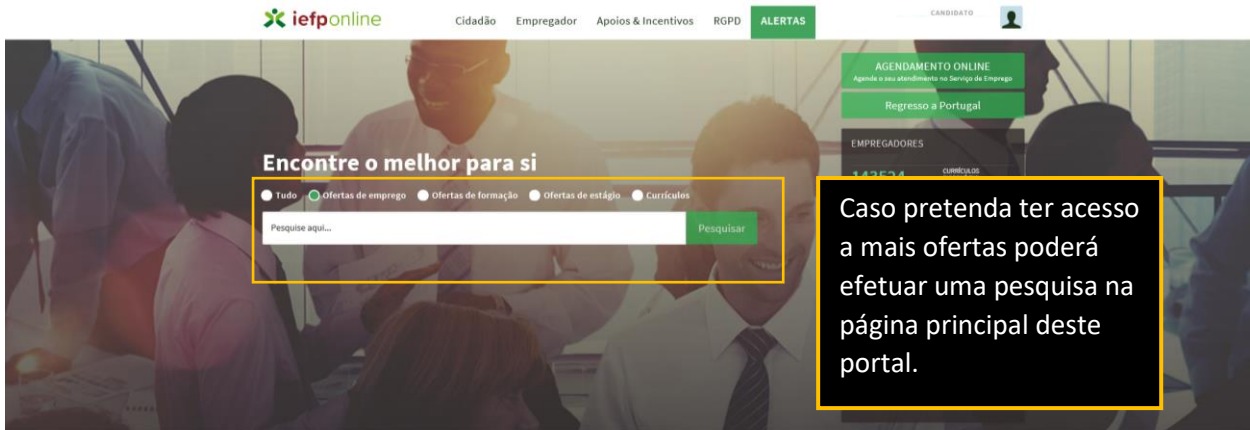 iefponline
Cidadão
Empregador
Apoios & Incentivos
RGPD
ALERTAS
CANDIDATO
AGENDAMENTO ONLINE
Agende o seu atendimento no Serviço de Emprego
Regresso a Portugal
EMPREGADORES
143524
CURRÍCULOS
Encontre o melhor para si
Tudo
Ofertas de emprego
Ofertas de formação
Ofertas de estágio
Currículos
Pesquise aqui...
Pesquisar
Caso pretenda ter acesso
a mais ofertas poderá
efetuar uma pesquisa na
página principal deste
portal.